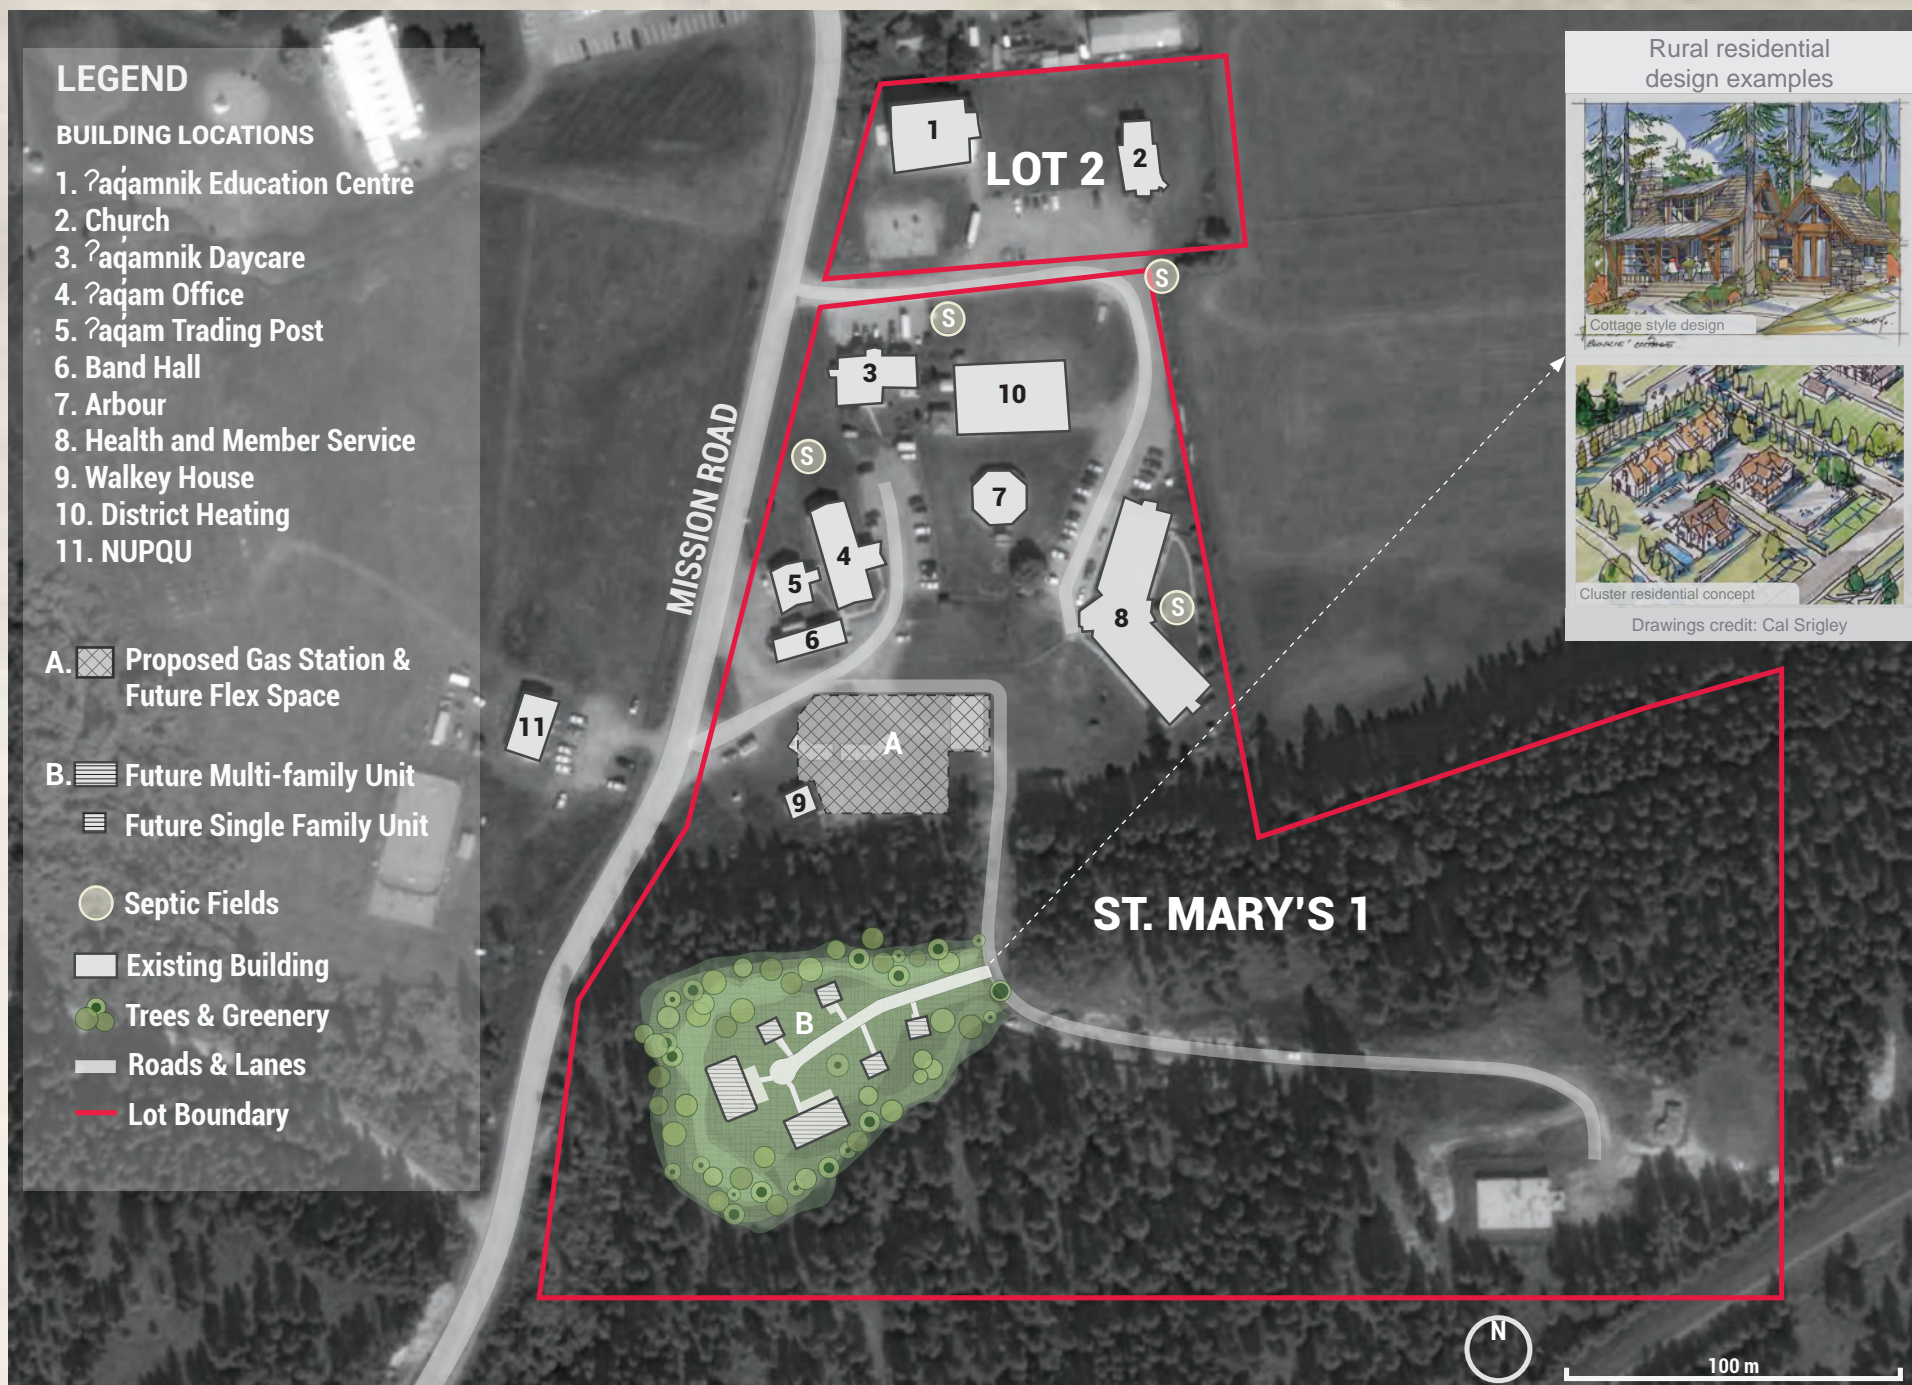 LEGEND
BUILDING LOCATIONS
1. ʔaq̓amnik Education Centre
2. Church
3. ʔaq̓amnik Daycare
4. ʔaq̓am Office
5. ʔaq̓am Trading Post
6. Band Hall
7. Arbour
8. Health and Member Service
9. Walkey House
10. District Heating
11. NUPQU
A. Proposed Gas Station &
Future Flex Space
B. Future Multi-family Unit
Future Single Family Unit
Septic Fields
Existing Building
Trees & Greenery
Roads & Lanes
Lot Boundary
1
LOT 2
2
S
S
3
10
MISSION ROAD
S
7
4
5
6
8
S
11
A
9
ST. MARY'S 1
B
Rural residential
design examples
Cottage style design
'BUNKIE' COTTAGE
Cluster residential concept
Drawings credit: Cal Srigley
N
100 m